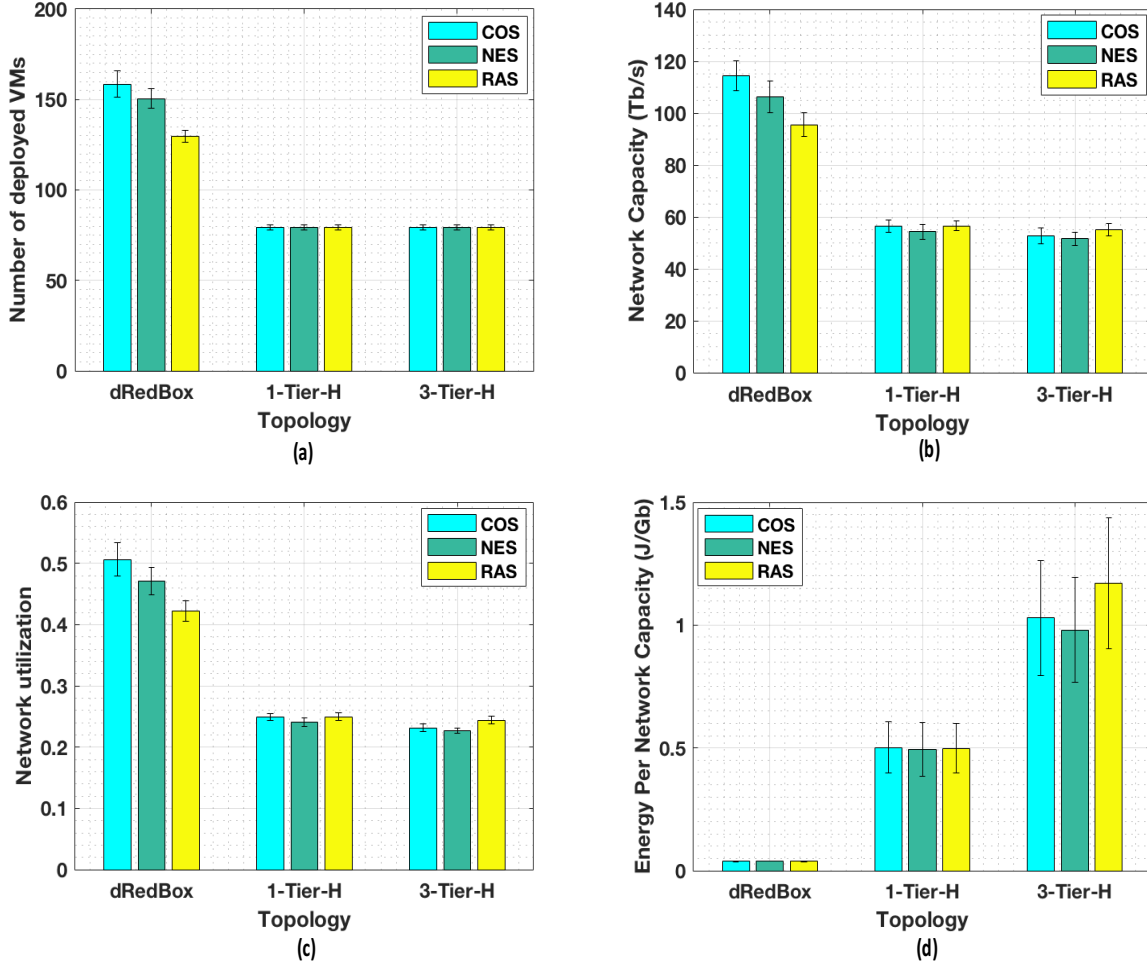 Number of deployed VMs
200
150
100
50
0
COS
NES
RAS
dRedBox 1-Tier-H 3-Tier-H
Topology
(a)
Network Capacity (Tb/s)
140
120
100
80
60
40
20
0
COS
NES
RAS
dRedBox 1-Tier-H 3-Tier-H
Topology
(b)
Network utilization
0.6
0.5
0.4
0.3
0.2
0.1
0
COS
NES
RAS
dRedBox 1-Tier-H 3-Tier-H
Topology
(c)
Energy Per Network Capacity (J/Gb)
1.5
1
0.5
0
COS
NES
RAS
dRedBox 1-Tier-H 3-Tier-H
Topology
(d)